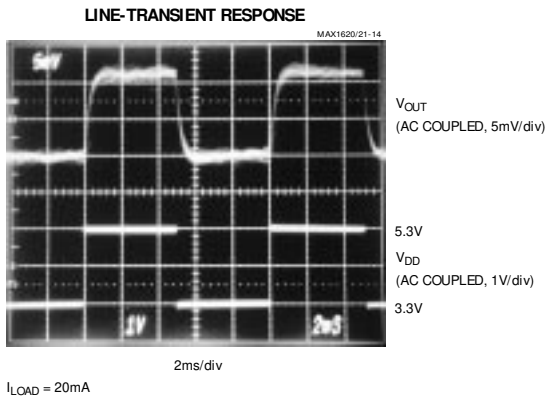 LINE-TRANSIENT RESPONSE
MAX1620/21-14
5mV
VOUT
(AC COUPLED, 5mV/div)
5.3V
VDD
(AC COUPLED, 1V/div)
3.3V
1V
2mS
2ms/div
ILOAD = 20mA